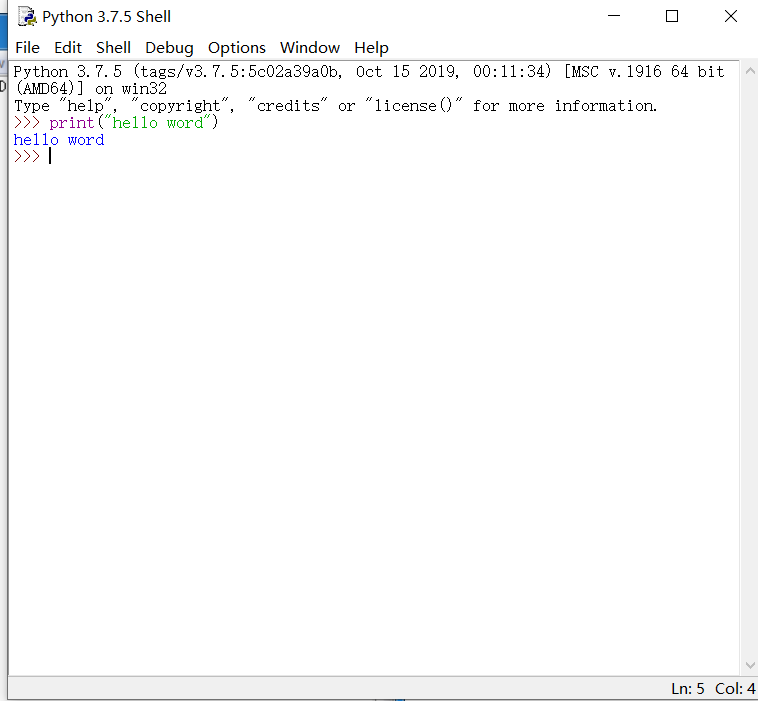 Python 3.7.5 Shell
File Edit Shell Debug Options Window Help
Python 3.7.5 (tags/v3.7.5:5c02a39a0b, Oct 15 2019, 00:11:34) [MSC v.1916 64 bit
(AMD64)] on win32
Type "help", "copyright", "credits" or "license()" for more information.
>>> print("hello word")
hello word
>>>
Ln: 5 Col: 4